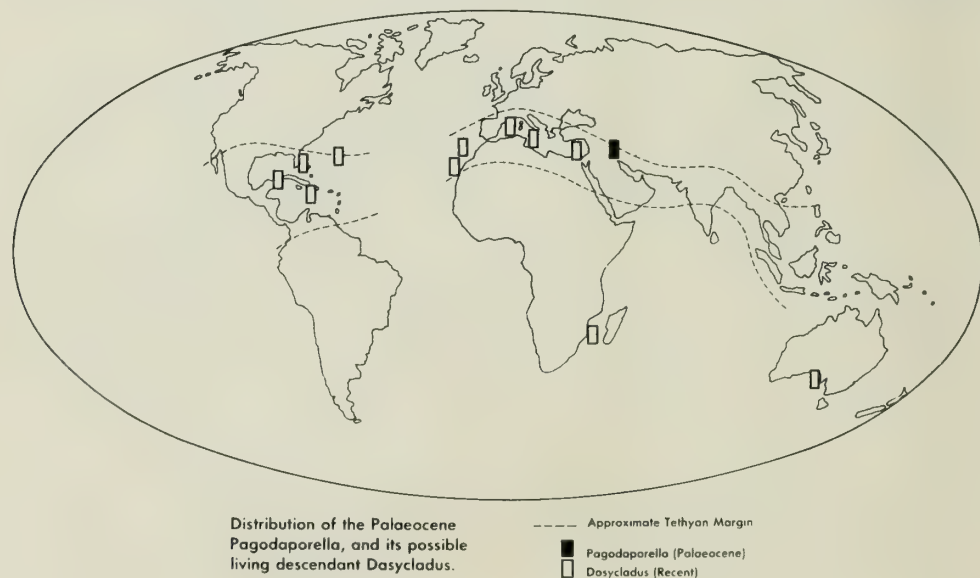 Distribution of the Palaeocene
Pagodaporella, and its possible
living descendant Dasycladus.
Approximate Tethyan Margin
Pagodaporella (Palaeocene)
Dasycladus (Recent)